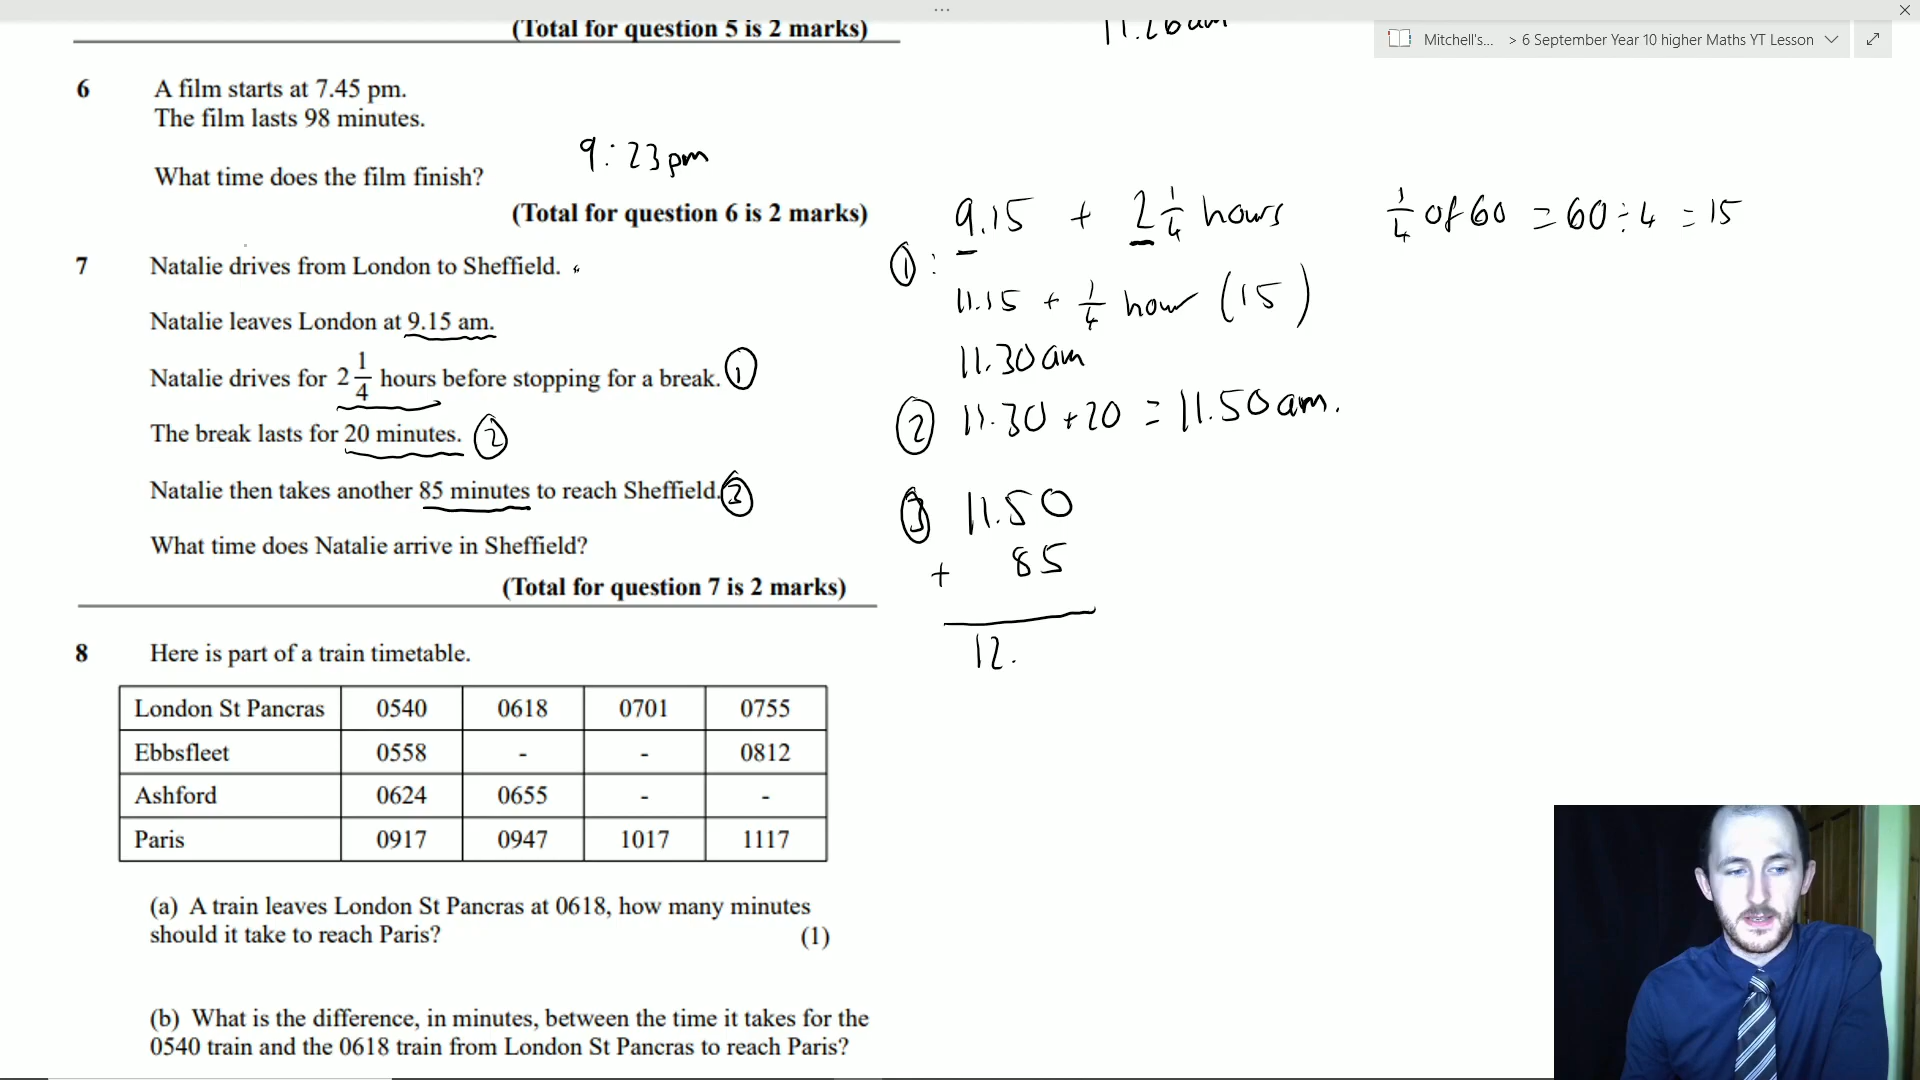 (Total for question 5 is 2 marks)
Mitchell's... > 6 September Year 10 higher Maths YT Lesson
6 A film starts at 7.45 pm.
The film lasts 98 minutes.
What time does the film finish?
9:23pm
(Total for question 6 is 2 marks)
7 Natalie drives from London to Sheffield.
Natalie leaves London at 9.15 am.
Natalie drives for 2 1/4 hours before stopping for a break. ①
The break lasts for 20 minutes. ②
Natalie then takes another 85 minutes to reach Sheffield. ③
What time does Natalie arrive in Sheffield?
(Total for question 7 is 2 marks)
9.15 + 2 1/4 hours
1/4 of 60 = 60 ÷ 4 = 15
①:
11.15 + 1/4 hour (15)
11.30am
② 11.30 + 20 = 11.50am.
③ 11.50
+ 85
12.
8 Here is part of a train timetable.
London St Pancras 0540 0618 0701 0755
Ebbsfleet 0558 - - 0812
Ashford 0624 0655 - -
Paris 0917 0947 1017 1117
(a) A train leaves London St Pancras at 0618, how many minutes
should it take to reach Paris? (1)
(b) What is the difference, in minutes, between the time it takes for the
0540 train and the 0618 train from London St Pancras to reach Paris?